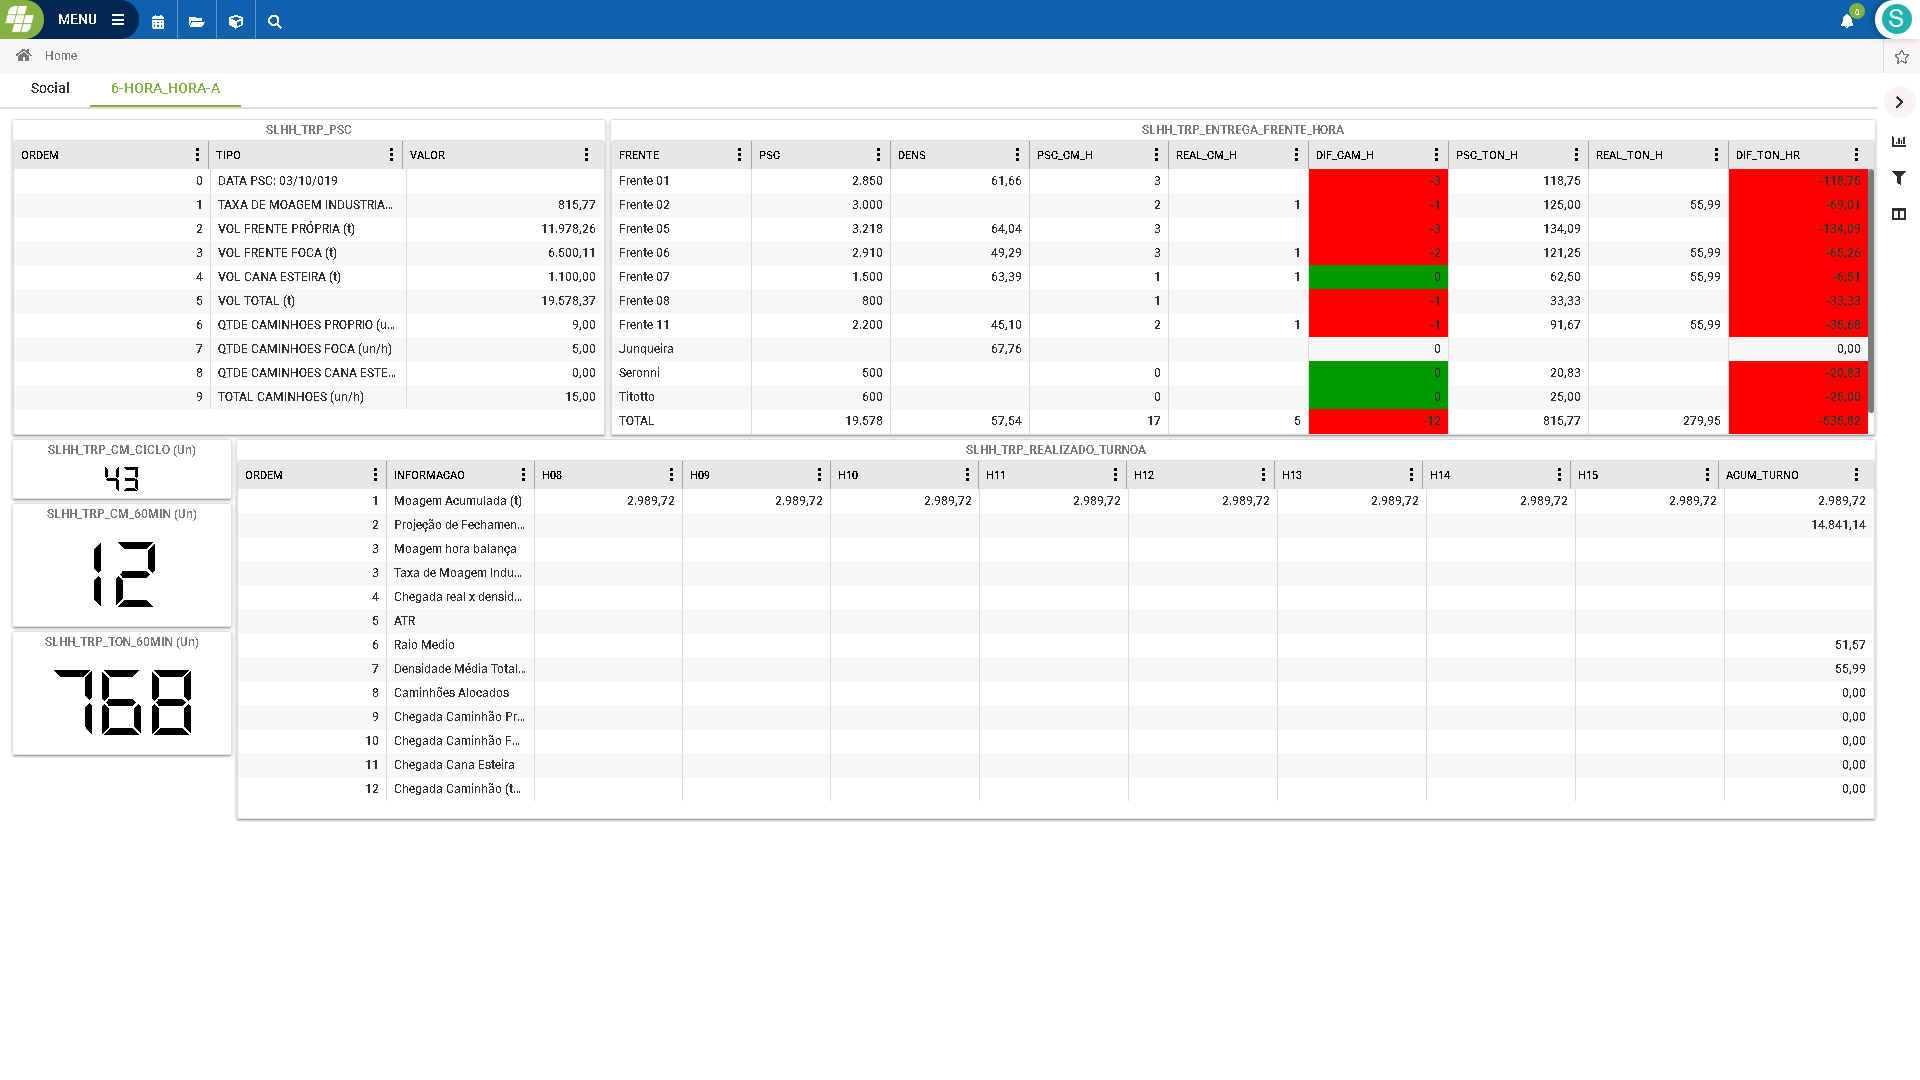 MENU
0
S
Home
Social 6-HORA_HORA-A
SLHH_TRP_PSC
ORDEM TIPO VALOR
0 DATA PSC: 03/10/019
1 TAXA DE MOAGEM INDUSTRIA... 815,77
2 VOL FRENTE PRÓPRIA (t) 11.978,26
3 VOL FRENTE FOCA (t) 6.500,11
4 VOL CANA ESTEIRA (t) 1.100,00
5 VOL TOTAL (t) 19.578,37
6 QTDE CAMINHOES PROPRIO (u... 9,00
7 QTDE CAMINHOES FOCA (un/h) 5,00
8 QTDE CAMINHOES CANA ESTE... 0,00
9 TOTAL CAMINHOES (un/h) 15,00
SLHH_TRP_ENTREGA_FRENTE_HORA
FRENTE PSC DENS PSC_CM_H REAL_CM_H DIF_CAM_H PSC_TON_H REAL_TON_H DIF_TON_HR
Frente 01 2.850 61,66 3 -3 118,75 -118,75
Frente 02 3.000 2 1 -1 125,00 55,99 -69,01
Frente 05 3.218 64,04 3 -3 134,09 -134,09
Frente 06 2.910 49,29 3 1 -2 121,25 55,99 -65,26
Frente 07 1.500 63,39 1 1 0 62,50 55,99 -6,51
Frente 08 800 1 -1 33,33 -33,33
Frente 11 2.200 45,10 2 1 -1 91,67 55,99 -35,68
Junqueira 67,76 0 0,00
Seronni 500 0 0 20,83 -20,83
Titotto 600 0 0 25,00 -25,00
TOTAL 19.578 57,54 17 5 -12 815,77 279,95 -535,82
SLHH_TRP_CM_CICLO (Un)
43
SLHH_TRP_CM_60MIN (Un)
12
SLHH_TRP_TON_60MIN (Un)
768
SLHH_TRP_REALIZADO_TURNOA
ORDEM INFORMACAO H08 H09 H10 H11 H12 H13 H14 H15 ACUM_TURNO
1 Moagem Acumulada (t) 2.989,72 2.989,72 2.989,72 2.989,72 2.989,72 2.989,72 2.989,72 2.989,72 2.989,72
2 Projeção de Fechamen... 14.841,14
3 Moagem hora balança
3 Taxa de Moagem Indu...
4 Chegada real x densid...
5 ATR
6 Raio Medio 51,57
7 Densidade Média Total... 55,99
8 Caminhões Alocados 0,00
9 Chegada Caminhão Pr... 0,00
10 Chegada Caminhão F... 0,00
11 Chegada Cana Esteira 0,00
12 Chegada Caminhão (t... 0,00